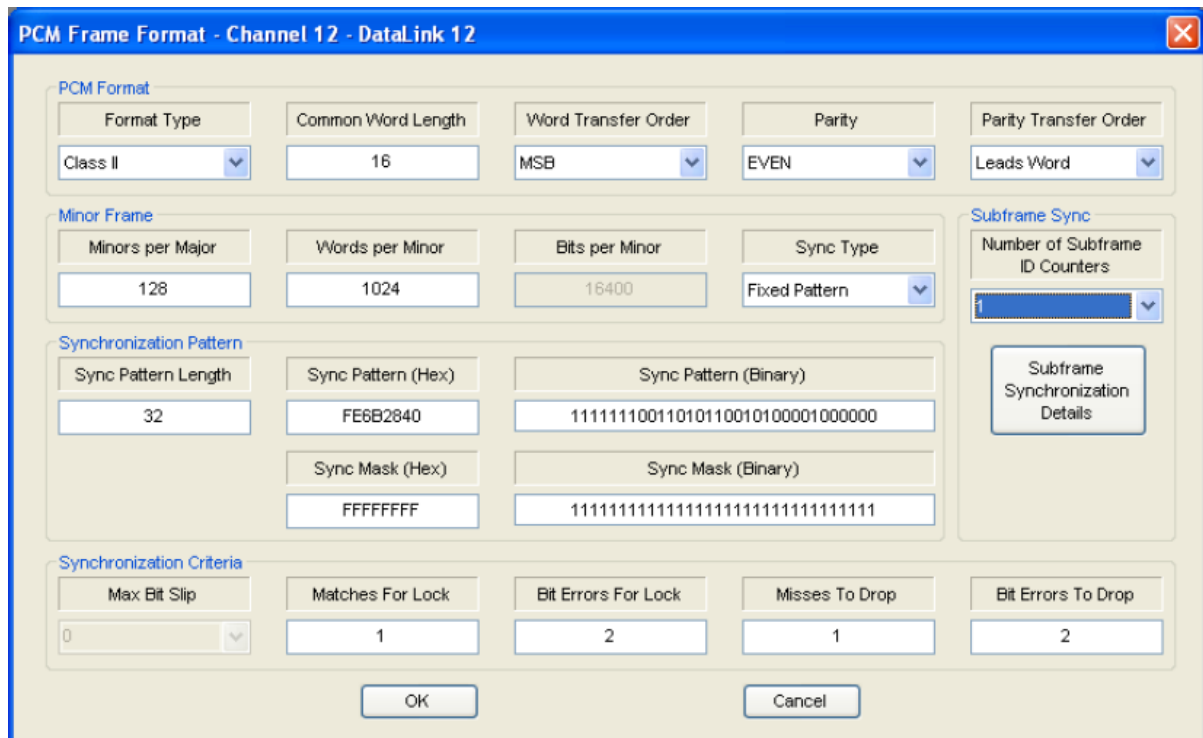 PCM Frame Format - Channel 12 - DataLink 12
PCM Format
Format Type
Common Word Length
Word Transfer Order
Parity
Parity Transfer Order
Class II
16
MSB
EVEN
Leads Word
Minor Frame
Minors per Major
Words per Minor
Bits per Minor
Sync Type
128
1024
16400
Fixed Pattern
Subframe Sync
Number of Subframe
ID Counters
1
Subframe
Synchronization
Details
Synchronization Pattern
Sync Pattern Length
Sync Pattern (Hex)
Sync Pattern (Binary)
32
FE6B2840
11111110011010110010100001000000
Sync Mask (Hex)
Sync Mask (Binary)
FFFFFFFF
11111111111111111111111111111111
Synchronization Criteria
Max Bit Slip
Matches For Lock
Bit Errors For Lock
Misses To Drop
Bit Errors To Drop
0
1
2
1
2
OK
Cancel